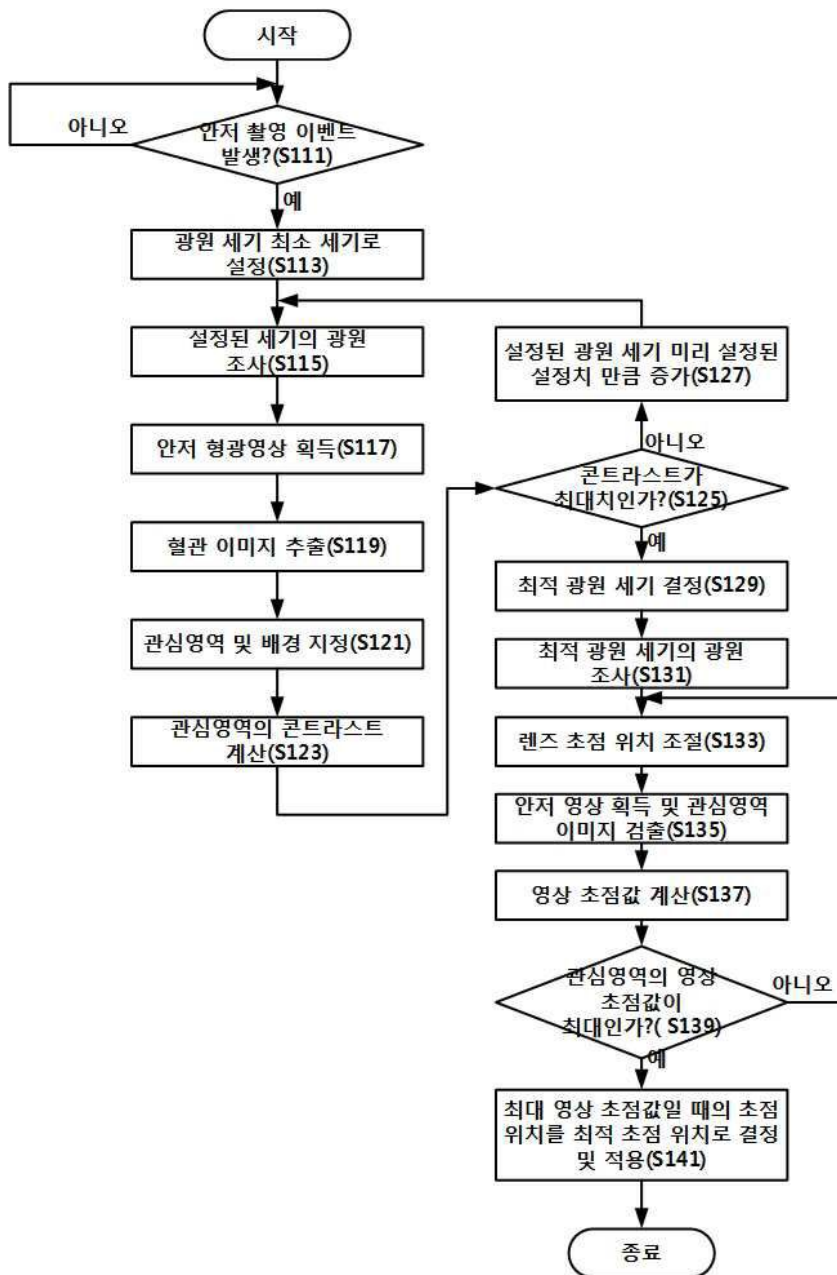 시작
아니오
안저 촬영 이벤트
발생?(S111)
예
광원 세기 최소 세기로
설정(S113)
설정된 세기의 광원
조사(S115)
안저 형광영상 획득(S117)
혈관 이미지 추출(S119)
관심영역 및 배경 지정(S121)
관심영역의 콘트라스트
계산(S123)
설정된 광원 세기 미리 설정된
설정치 만큼 증가(S127)
아니오
콘트라스트가
최대치인가?(S125)
예
최적 광원 세기 결정(S129)
최적 광원 세기의 광원
조사(S131)
렌즈 초점 위치 조절(S133)
안저 영상 획득 및 관심영역
이미지 검출(S135)
영상 초점값 계산(S137)
관심영역의 영상
초점값이
최대인가?( S139)
아니오
예
최대 영상 초점값일 때의 초점
위치를 최적 초점 위치로 결정
및 적용(S141)
종료